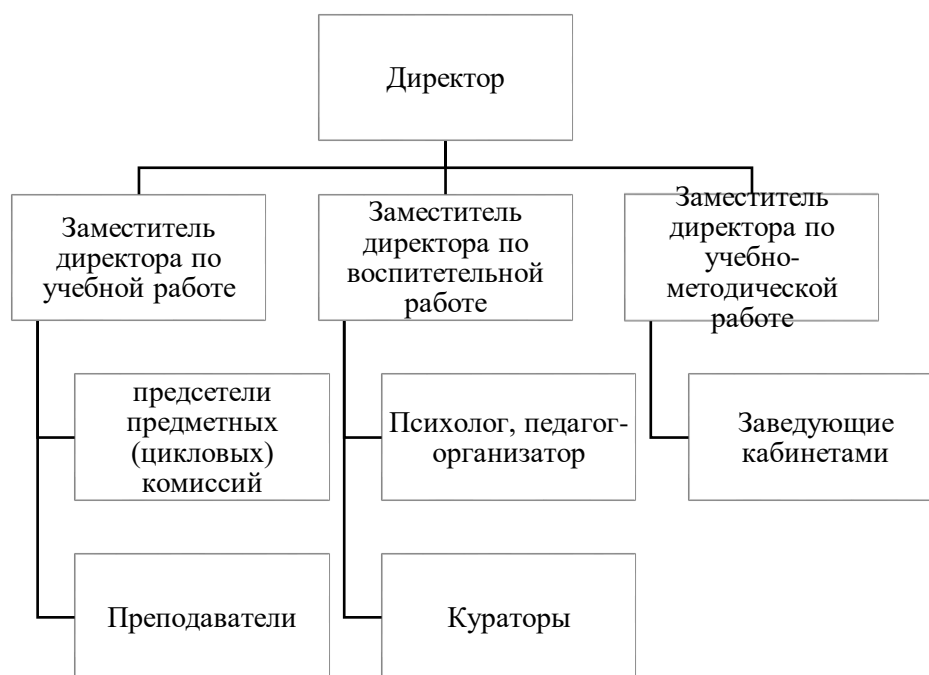 Директор
Заместитель
директора по
учебной работе
Заместитель
директора по
воспитетельной
работе
Заместитель
директора по
учебно-
методической
работе
предсетели
предметных
(цикловых)
комиссий
Психолог, педагог-
организатор
Заведующие
кабинетами
Преподаватели
Кураторы